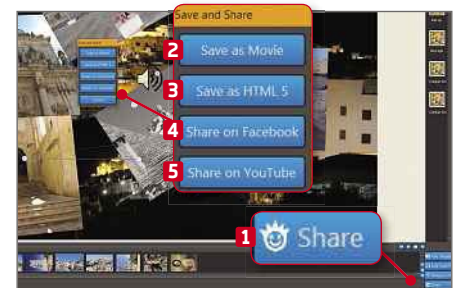 Save and Share
2 Save as Movie
3 Save as HTML 5
4 Share on Facebook
5 Share on YouTube
1 Share